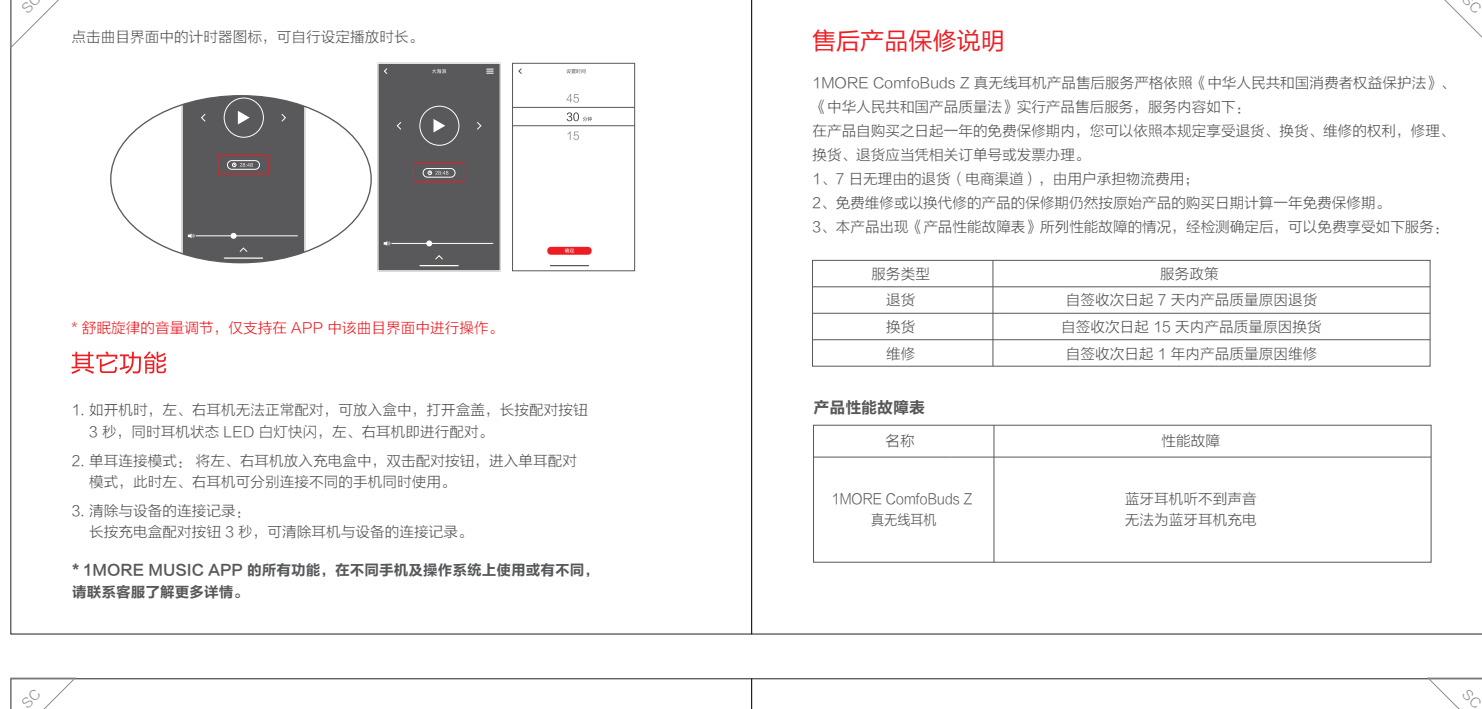 SC
点击曲目界面中的计时器图标，可自行设定播放时长。
28:48
大海浪
28:48
设置时间
45
30 分钟
15
确定
* 舒眠旋律的音量调节，仅支持在 APP 中该曲目界面中进行操作。
其它功能
1. 如开机时，左、右耳机无法正常配对，可放入盒中，打开盒盖，长按配对按钮
3 秒，同时耳机状态 LED 白灯快闪，左、右耳机即进行配对。
2. 单耳连接模式： 将左、右耳机放入充电盒中，双击配对按钮，进入单耳配对
模式，此时左、右耳机可分别连接不同的手机同时使用。
3. 清除与设备的连接记录：
长按充电盒配对按钮 3 秒，可清除耳机与设备的连接记录。
* 1MORE MUSIC APP 的所有功能，在不同手机及操作系统上使用或有不同，
请联系客服了解更多详情。
SC
售后产品保修说明
1MORE ComfoBuds Z 真无线耳机产品售后服务严格依照《中华人民共和国消费者权益保护法》、
《中华人民共和国产品质量法》实行产品售后服务，服务内容如下：
在产品自购买之日起一年的免费保修期内，您可以依照本规定享受退货、换货、维修的权利，修理、
换货、退货应当凭相关订单号或发票办理。
1、7 日无理由的退货（电商渠道），由用户承担物流费用；
2、免费维修或以换代修的产品的保修期仍然按原始产品的购买日期计算一年免费保修期。
3、本产品出现《产品性能故障表》所列性能故障的情况，经检测确定后，可以免费享受如下服务：
服务类型 服务政策
退货 自签收次日起 7 天内产品质量原因退货
换货 自签收次日起 15 天内产品质量原因换货
维修 自签收次日起 1 年内产品质量原因维修
产品性能故障表
名称 性能故障
1MORE ComfoBuds Z
真无线耳机
蓝牙耳机听不到声音
无法为蓝牙耳机充电
SC
SC